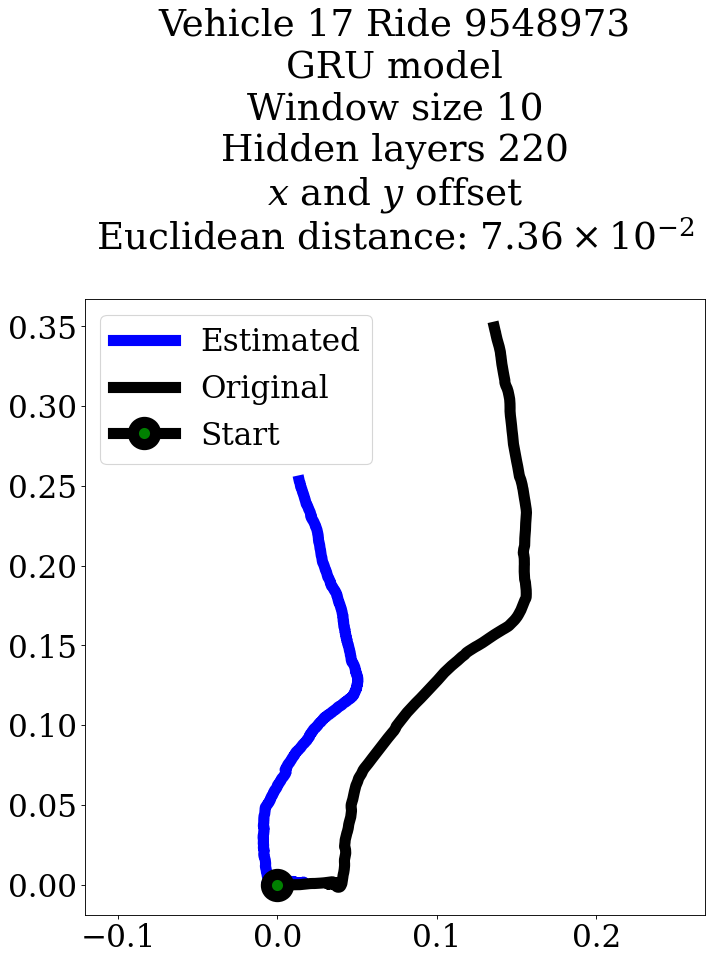 Vehicle 17 Ride 9548973
GRU model
Window size 10
Hidden layers 220
x and y offset
Euclidean distance: 7.36 × 10⁻²
Estimated
Original
Start
0.35
0.30
0.25
0.20
0.15
0.10
0.05
0.00
−0.1 0.0 0.1 0.2